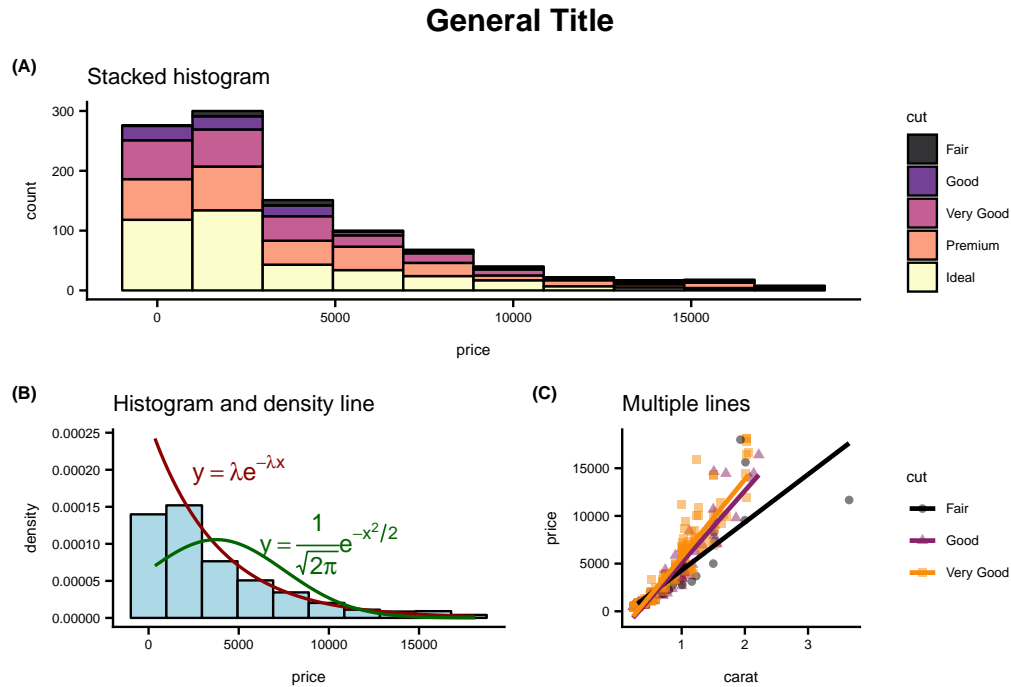 General Title
(A)
Stacked histogram
300
200
100
0
count
0 5000 10000 15000
price
cut
Fair
Good
Very Good
Premium
Ideal
(B)
Histogram and density line
0.00025
0.00020
0.00015
0.00010
0.00005
0.00000
density
y = λe^−λx
y = 1/√2π e^−x²/2
0 5000 10000 15000
price
(C)
Multiple lines
15000
10000
5000
0
price
1 2 3
carat
cut
Fair
Good
Very Good